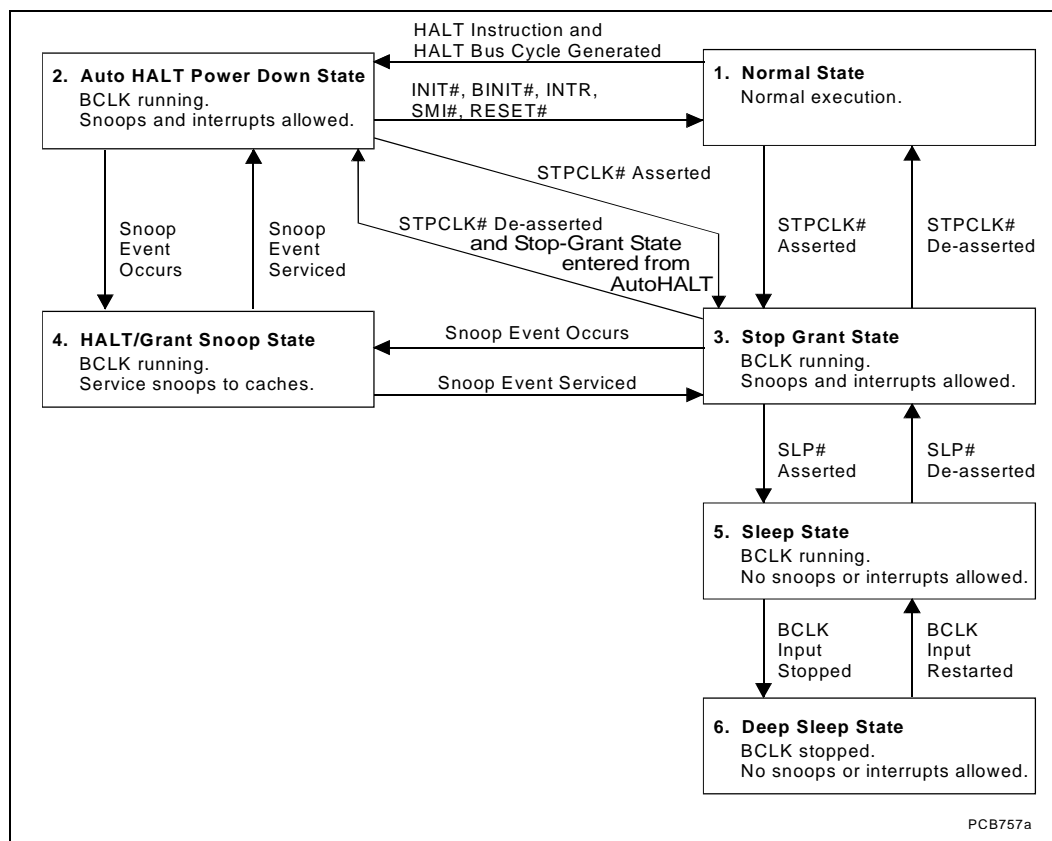 HALT Instruction and
HALT Bus Cycle Generated
2. Auto HALT Power Down State
BCLK running.
Snoops and interrupts allowed.
INIT#, BINIT#, INTR,
SMI#, RESET#
1. Normal State
Normal execution.
STPCLK# Asserted
STPCLK# De-asserted
and Stop-Grant State
entered from
AutoHALT
Snoop
Event
Occurs
Snoop
Event
Serviced
STPCLK#
Asserted
STPCLK#
De-asserted
4. HALT/Grant Snoop State
BCLK running.
Service snoops to caches.
Snoop Event Occurs
Snoop Event Serviced
3. Stop Grant State
BCLK running.
Snoops and interrupts allowed.
SLP#
Asserted
SLP#
De-asserted
5. Sleep State
BCLK running.
No snoops or interrupts allowed.
BCLK
Input
Stopped
BCLK
Input
Restarted
6. Deep Sleep State
BCLK stopped.
No snoops or interrupts allowed.
PCB757a